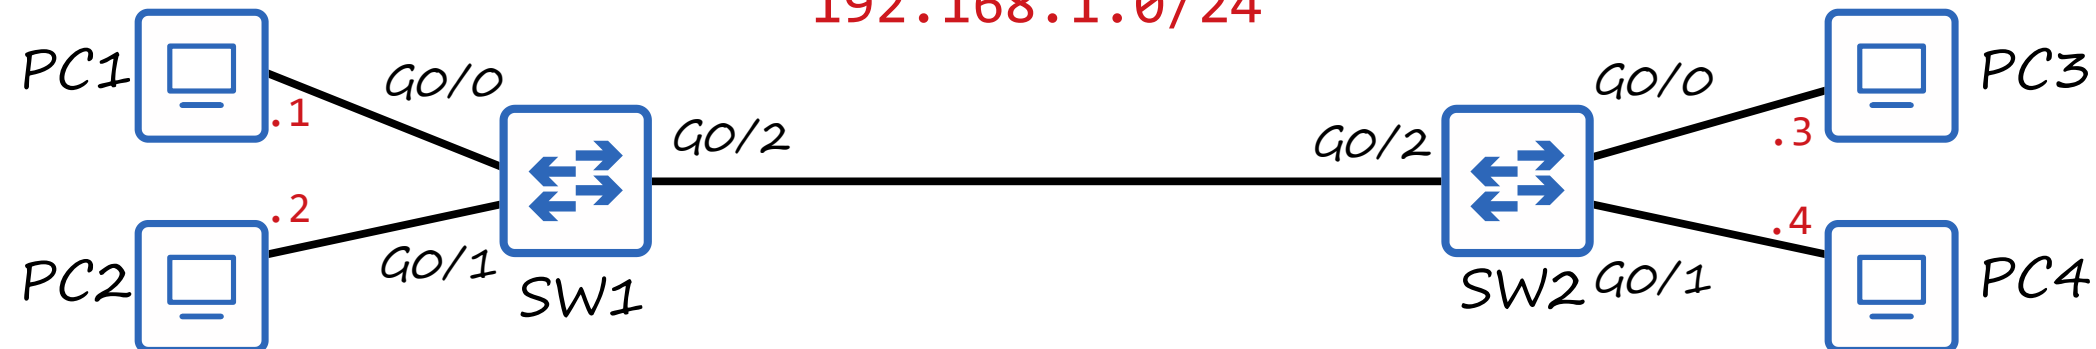 192.168.1.0/24
PC1
G0/0
.1
G0/2
.2
PC2
G0/1
SW1
G0/0
PC3
G0/2
.3
.4
SW2
G0/1
PC4